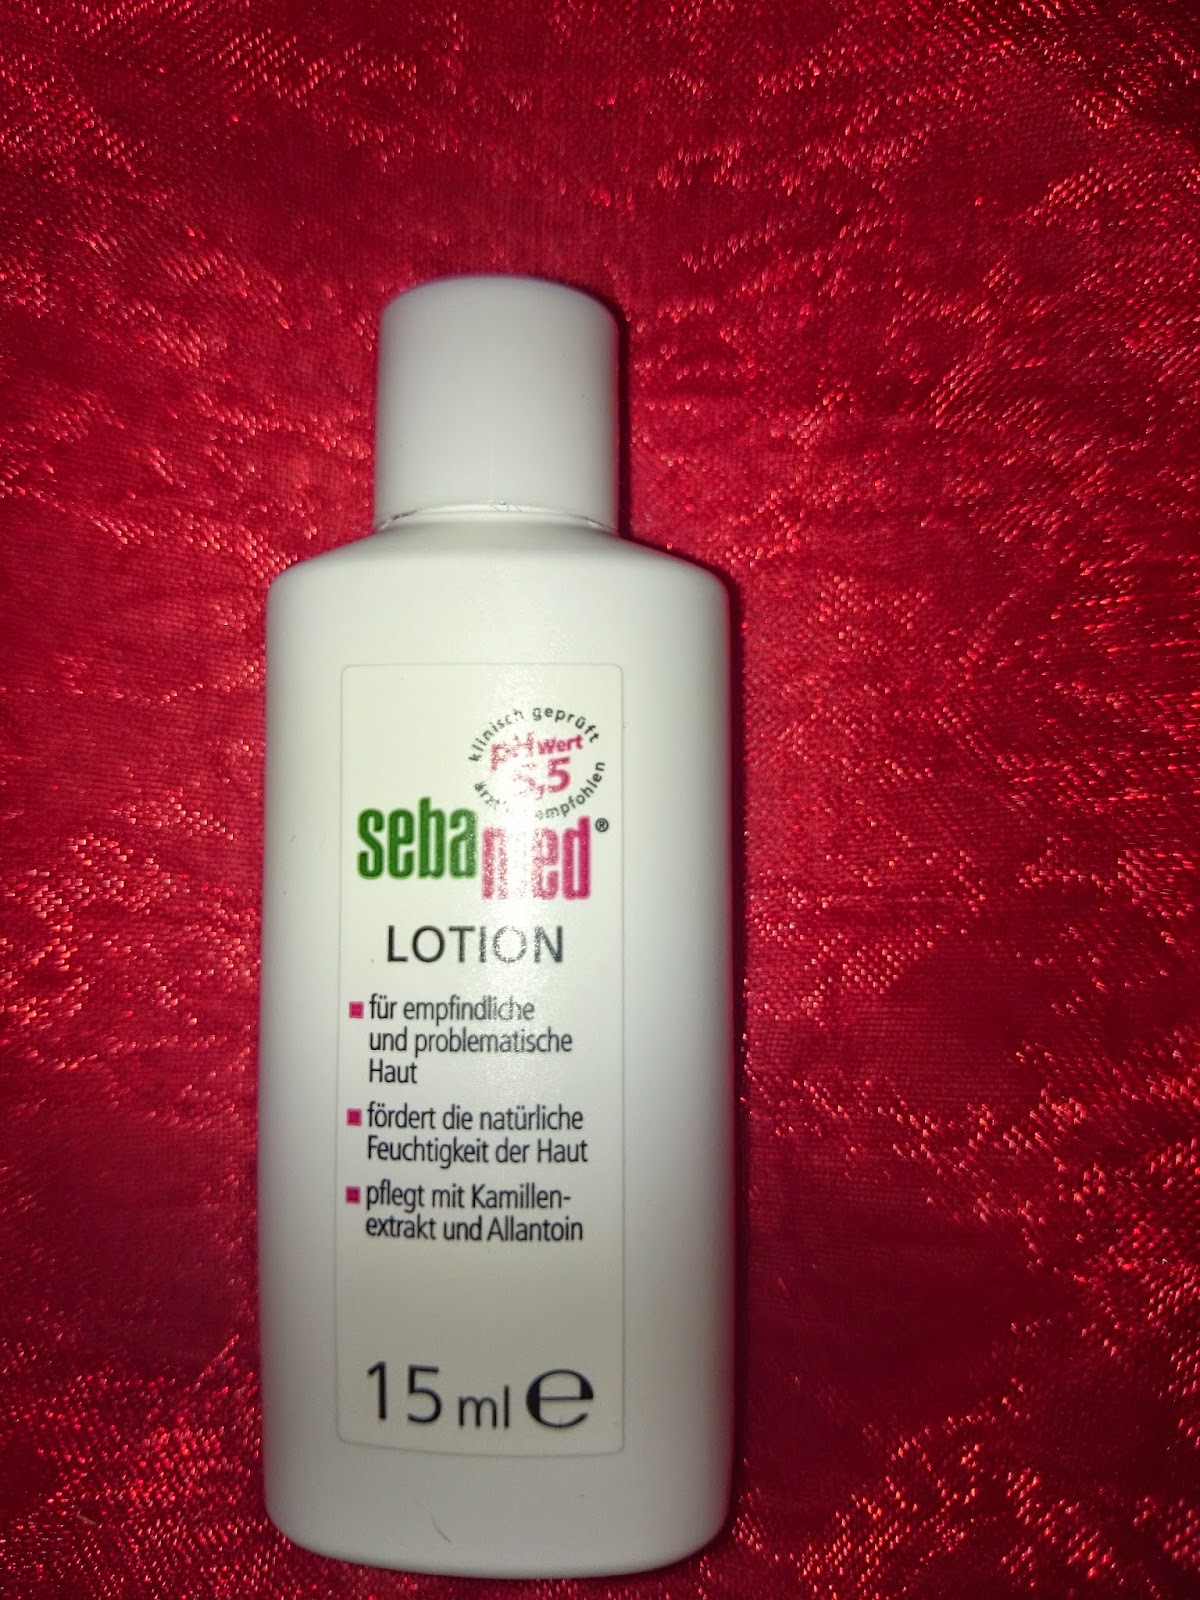 klinisch geprüft
pH Wert
5,5
empfohlen
sebamed®
LOTION
für empfindliche
und problematische
Haut
fördert die natürliche
Feuchtigkeit der Haut
pflegt mit Kamillen-
extrakt und Allantoin
15 ml e